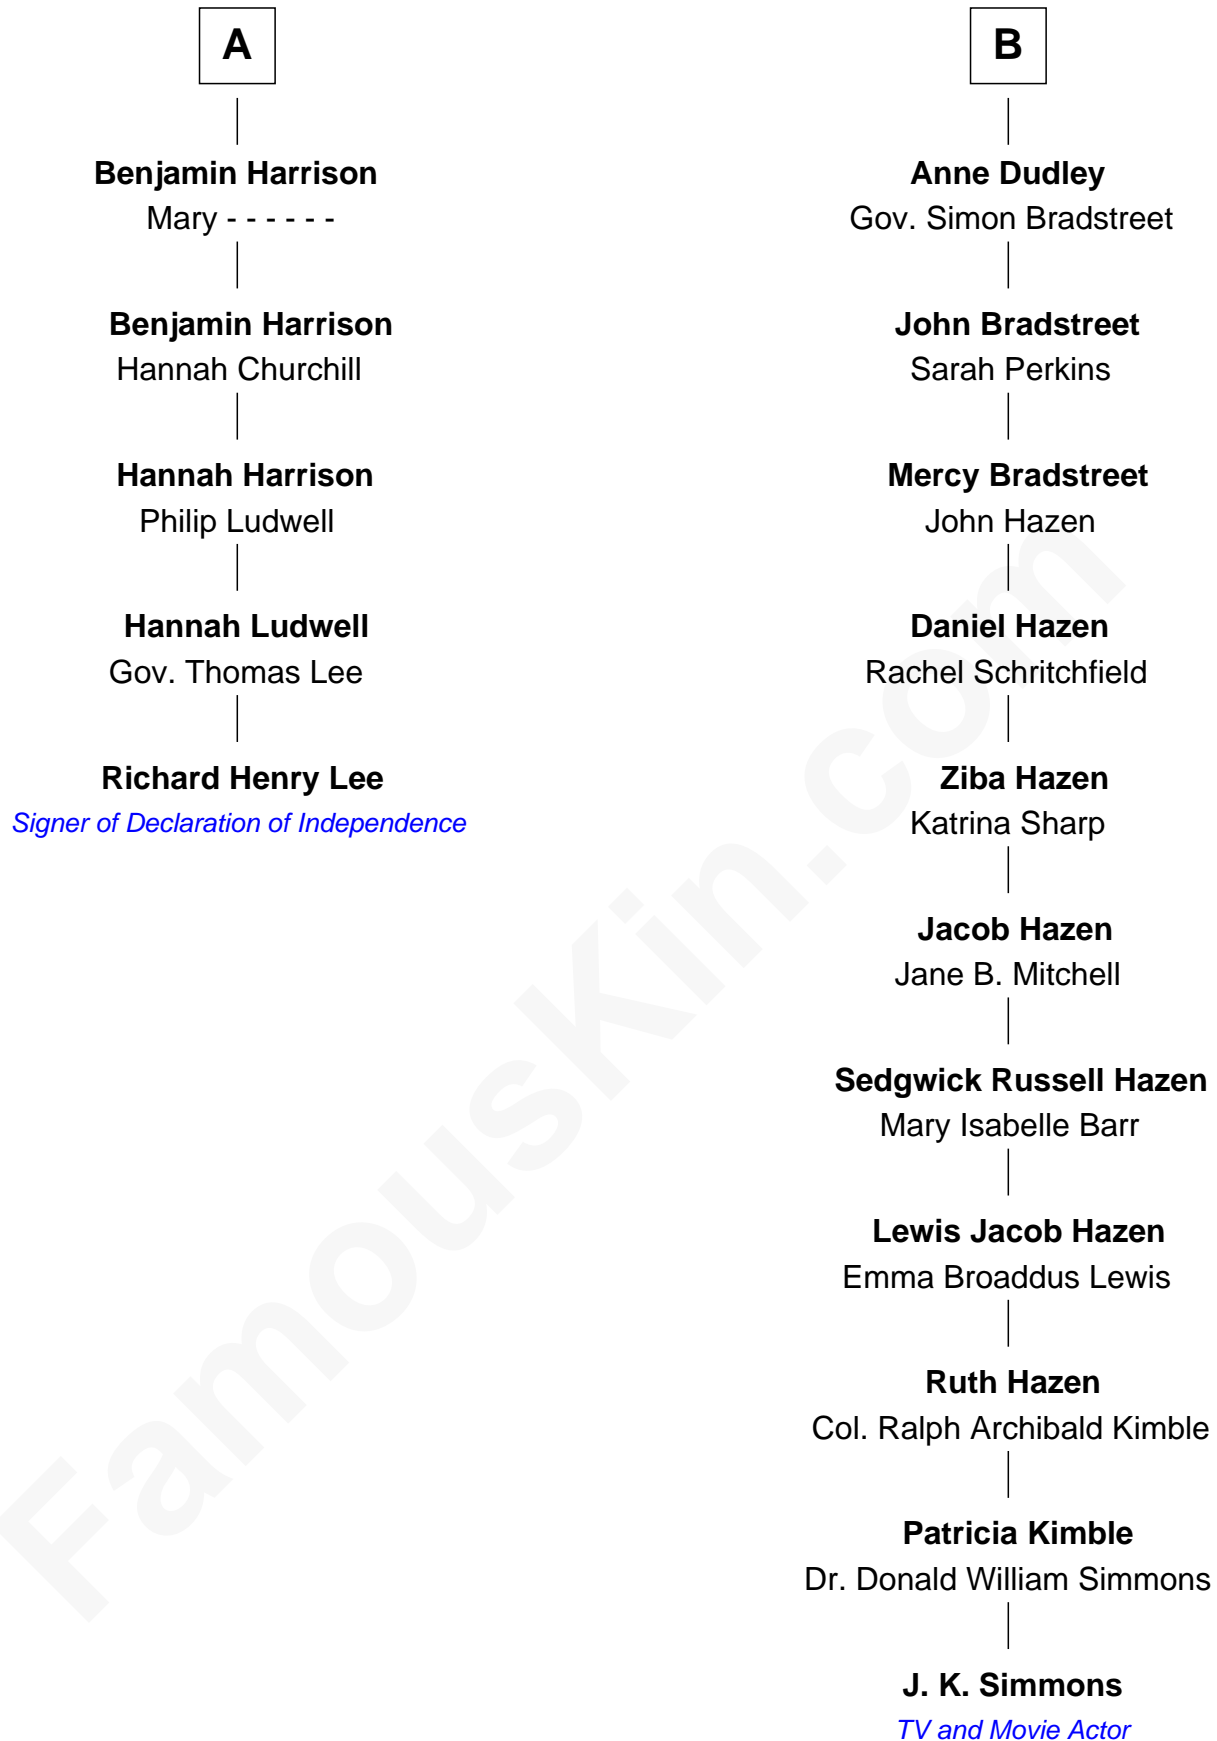 A
Benjamin Harrison
Mary - - - - - -
Benjamin Harrison
Hannah Churchill
Hannah Harrison
Philip Ludwell
Hannah Ludwell
Gov. Thomas Lee
Richard Henry Lee
Signer of Declaration of Independence
B
Anne Dudley
Gov. Simon Bradstreet
John Bradstreet
Sarah Perkins
Mercy Bradstreet
John Hazen
Daniel Hazen
Rachel Schritchfield
Ziba Hazen
Katrina Sharp
Jacob Hazen
Jane B. Mitchell
Sedgwick Russell Hazen
Mary Isabelle Barr
Lewis Jacob Hazen
Emma Broaddus Lewis
Ruth Hazen
Col. Ralph Archibald Kimble
Patricia Kimble
Dr. Donald William Simmons
J. K. Simmons
TV and Movie Actor
FamousKin.com